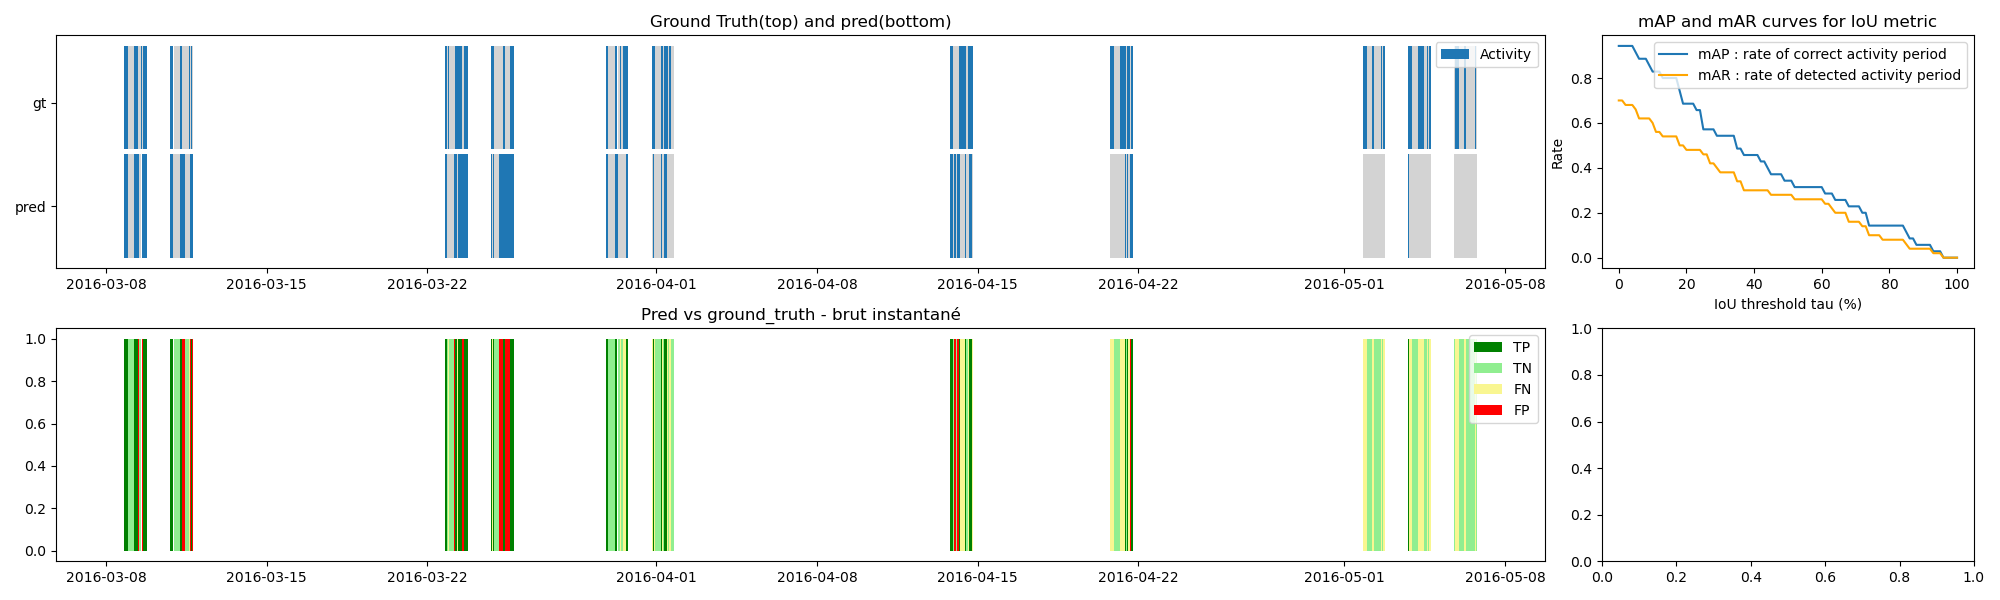 Ground Truth(top) and pred(bottom)
Activity
gt
pred
2016-03-08 2016-03-15 2016-03-22 2016-04-01 2016-04-08 2016-04-15 2016-04-22 2016-05-01 2016-05-08
mAP and mAR curves for IoU metric
mAP : rate of correct activity period
mAR : rate of detected activity period
Rate
0.8
0.6
0.4
0.2
0.0
0 20 40 60 80 100
IoU threshold tau (%)
Pred vs ground_truth - brut instantané
TP
TN
FN
FP
1.0
0.8
0.6
0.4
0.2
0.0
2016-03-08 2016-03-15 2016-03-22 2016-04-01 2016-04-08 2016-04-15 2016-04-22 2016-05-01 2016-05-08
1.0
0.8
0.6
0.4
0.2
0.0
0.0 0.2 0.4 0.6 0.8 1.0